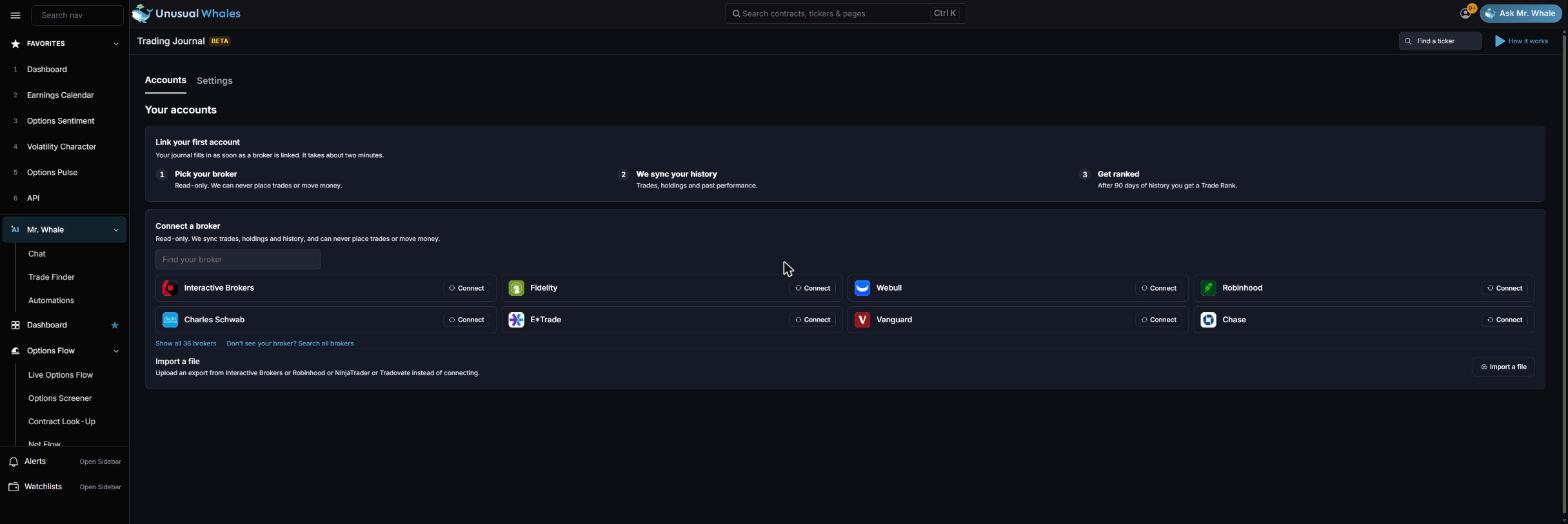 Search nav
Unusual Whales
Search contracts, tickers & pages
Ctrl K
9+
Ask Mr. Whale
FAVORITES
Trading Journal BETA
Find a ticker
How it works
1 Dashboard
2 Earnings Calendar
3 Options Sentiment
4 Volatility Character
5 Options Pulse
6 API
AI Mr. Whale
Chat
Trade Finder
Automations
Dashboard
Options Flow
Live Options Flow
Options Screener
Contract Look-Up
Net Flow
Alerts Open Sidebar
Watchlists Open Sidebar
Accounts Settings
Your accounts
Link your first account
Your journal fills in as soon as a broker is linked. It takes about two minutes.
1 Pick your broker
Read-only. We can never place trades or move money.
2 We sync your history
Trades, holdings and past performance.
3 Get ranked
After 90 days of history you get a Trade Rank.
Connect a broker
Read-only. We sync trades, holdings and history, and can never place trades or move money.
Find your broker
Interactive Brokers Connect
Fidelity Connect
Webull Connect
Robinhood Connect
Charles Schwab Connect
E*Trade Connect
V Vanguard Connect
Chase Connect
Show all 36 brokers Don't see your broker? Search all brokers
Import a file
Upload an export from Interactive Brokers or Robinhood or NinjaTrader or Tradovate instead of connecting.
Import a file